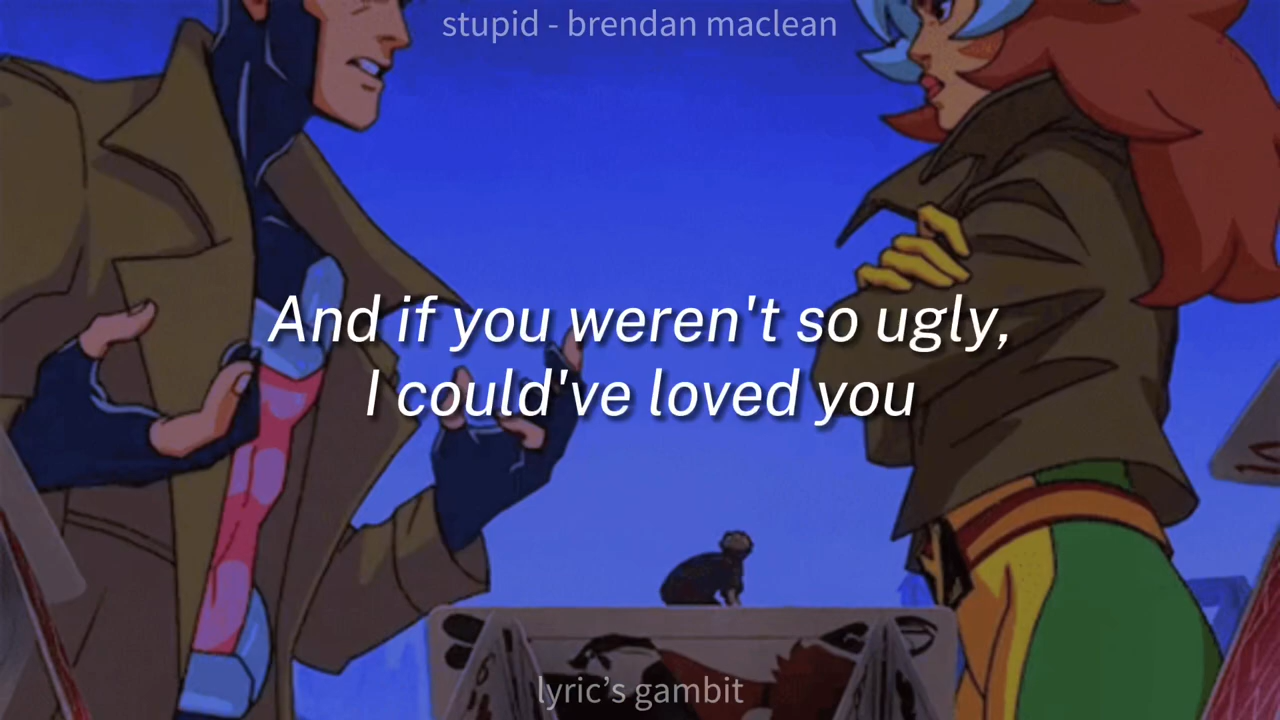 stupid - brendan maclean
And if you weren't so ugly,
I could've loved you
lyric’s gambit